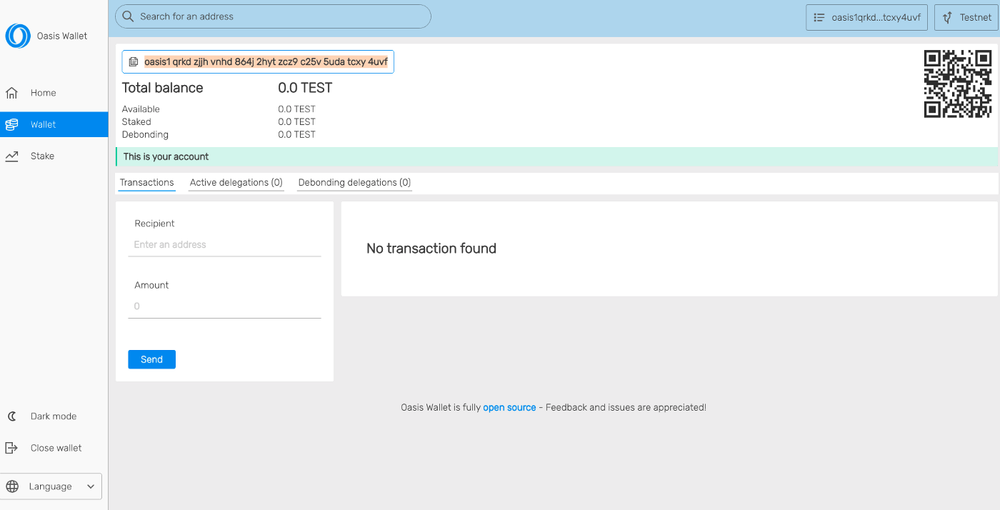 Oasis Wallet
Search for an address
oasis1qrkd...tcxy4uvf
Testnet
Home
Wallet
Stake
oasis1 qrkd zjjh vnhd 864j 2hyt zcz9 c25v 5uda tcxy 4uvf
Total balance 0.0 TEST
Available 0.0 TEST
Staked 0.0 TEST
Debonding 0.0 TEST
This is your account
Transactions Active delegations (0) Debonding delegations (0)
Recipient
Enter an address
Amount
0
Send
No transaction found
Oasis Wallet is fully open source - Feedback and issues are appreciated!
Dark mode
Close wallet
Language